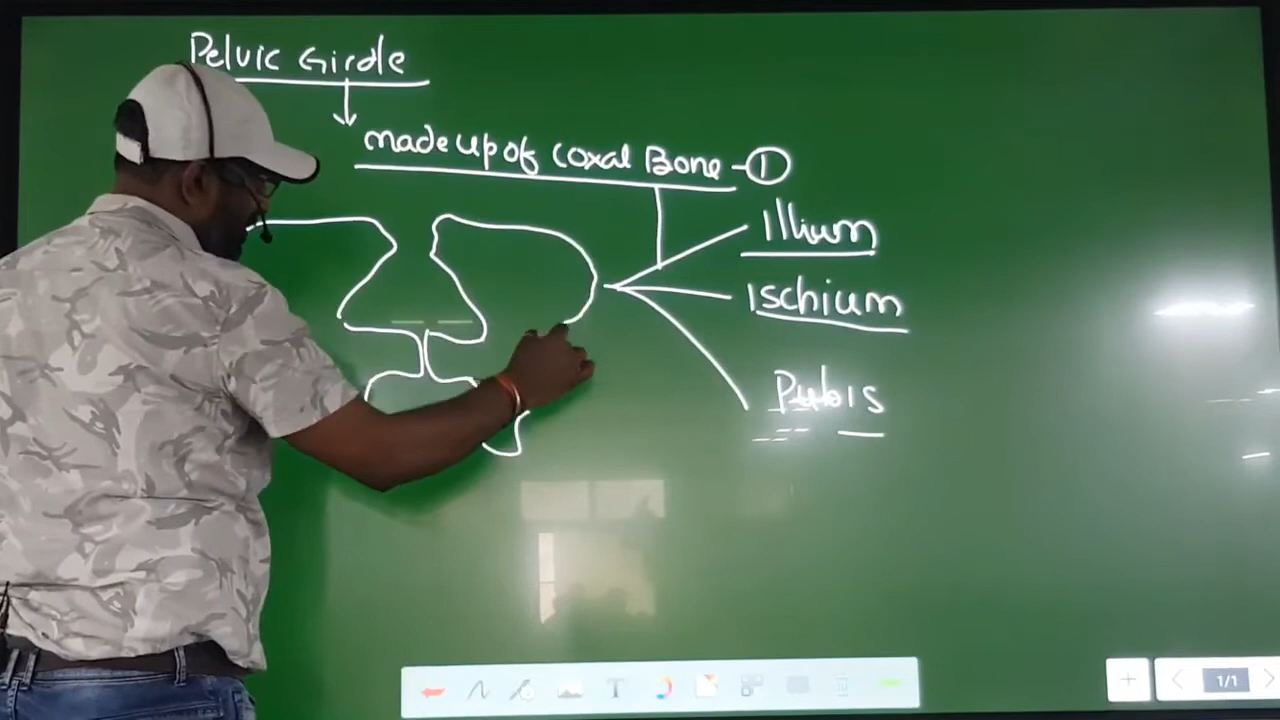 Pelvic Girdle
made up of Coxal Bone - ①
Illium
Ischium
Pubis
T
1/1